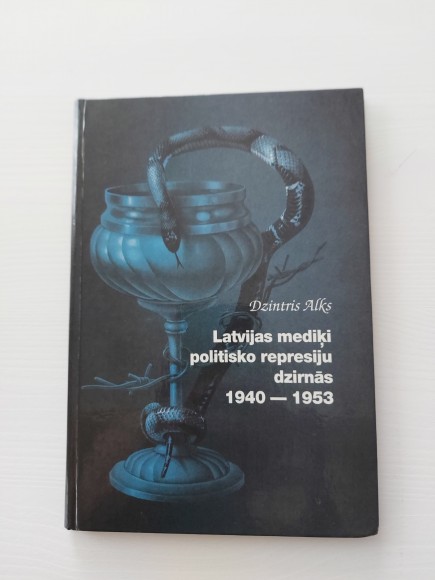 Dzintris Alks
Latvijas mediķi
politisko represiju
dzirnās
1940 — 1953